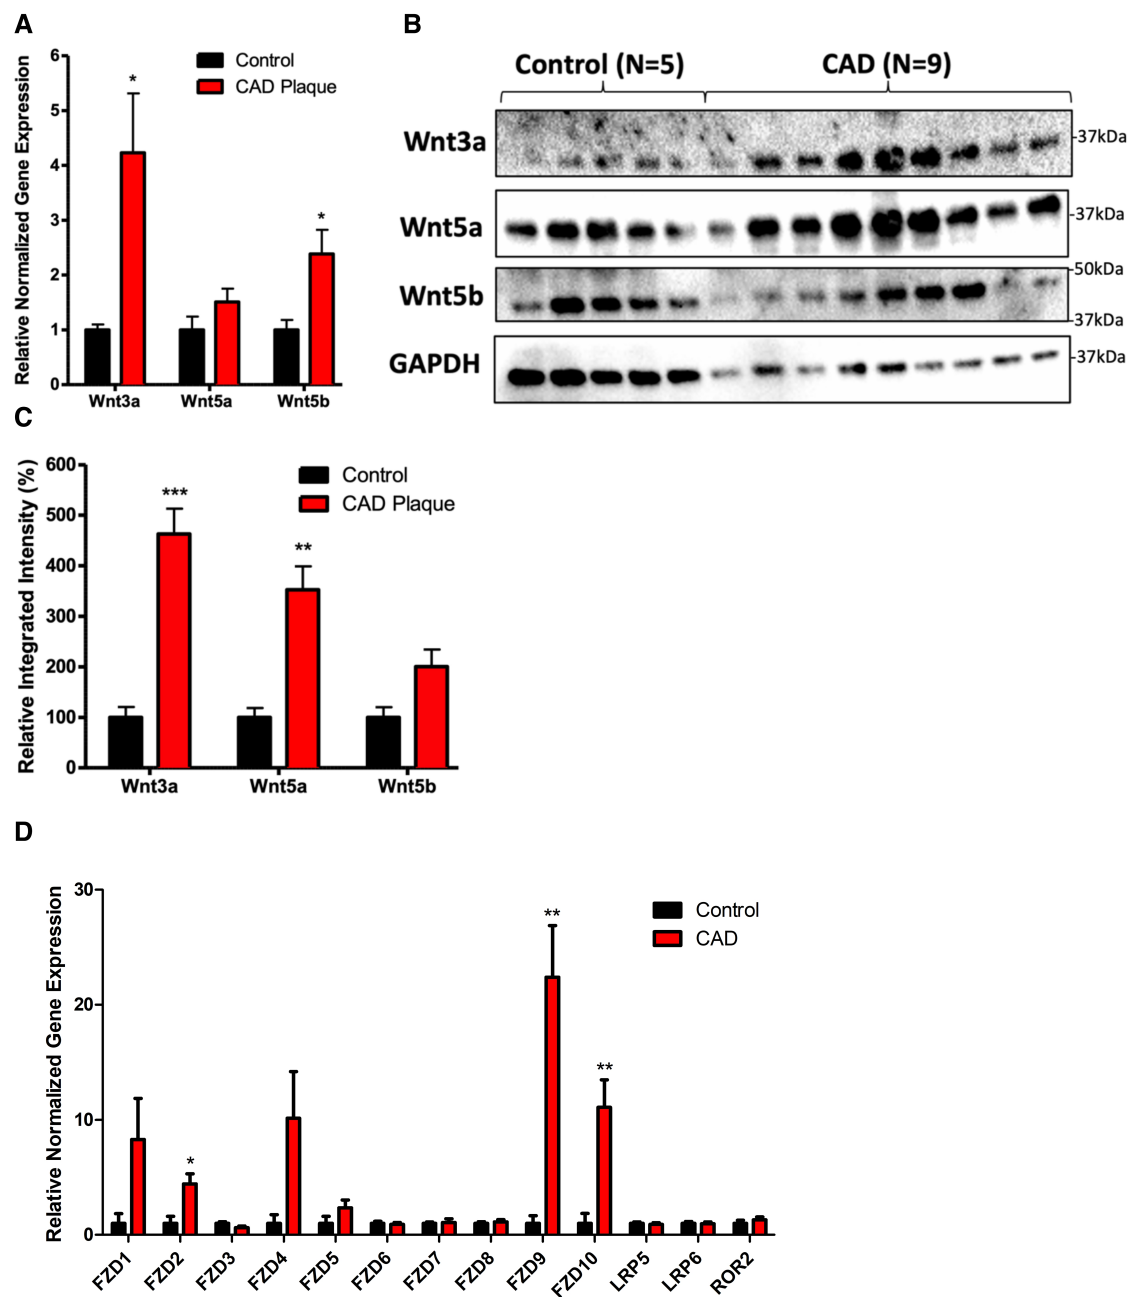 A
Relative Normalized Gene Expression
6
5
4
3
2
1
0
*
*
Control
CAD Plaque
Wnt3a
Wnt5a
Wnt5b
B
Control (N=5)
CAD (N=9)
Wnt3a
37kDa
Wnt5a
37kDa
Wnt5b
50kDa
37kDa
GAPDH
37kDa
C
Relative Integrated Intensity (%)
600
500
400
300
200
100
0
***
**
Control
CAD Plaque
Wnt3a
Wnt5a
Wnt5b
D
Relative Normalized Gene Expression
30
20
10
0
*
**
**
Control
CAD
FZD1
FZD2
FZD3
FZD4
FZD5
FZD6
FZD7
FZD8
FZD9
FZD10
LRP5
LRP6
ROR2